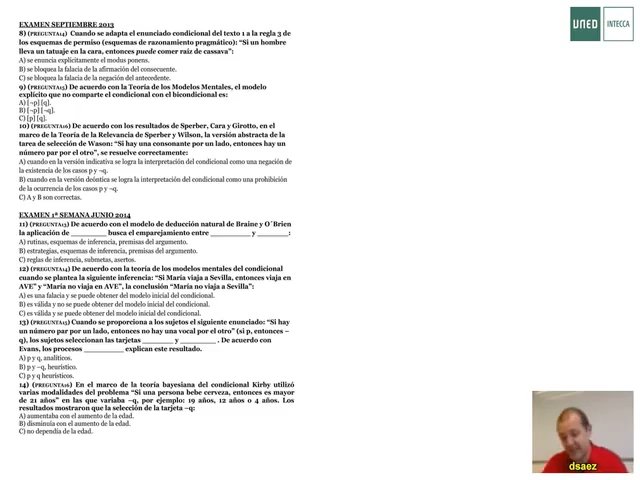 EXAMEN SEPTIEMBRE 2013
8) (PREGUNTA14) Cuando se adapta el enunciado condicional del texto 1 a la regla 3 de
los esquemas de permiso (esquemas de razonamiento pragmático): “Si un hombre
lleva un tatuaje en la cara, entonces puede comer raíz de cassava”:
A) se enuncia explícitamente el modus ponens.
B) se bloquea la falacia de la afirmación del consecuente.
C) se bloquea la falacia de la negación del antecedente.
9) (PREGUNTA15) De acuerdo con la Teoría de los Modelos Mentales, el modelo
explícito que no comparte el condicional con el bicondicional es:
A) [¬p] [q].
B) [¬p] [¬q].
C) [p] [q].
10) (PREGUNTA16) De acuerdo con los resultados de Sperber, Cara y Girotto, en el
marco de la Teoría de la Relevancia de Sperber y Wilson, la versión abstracta de la
tarea de selección de Wason: “Si hay una consonante por un lado, entonces hay un
número par por el otro”, se resuelve correctamente:
A) cuando en la versión indicativa se logra la interpretación del condicional como una negación de
la existencia de los casos p y ¬q.
B) cuando en la versión deóntica se logra la interpretación del condicional como una prohibición
de la ocurrencia de los casos p y ¬q.
C) A y B son correctas.
EXAMEN 1ª SEMANA JUNIO 2014
11) (PREGUNTA13) De acuerdo con el modelo de deducción natural de Braine y O´Brien
la aplicación de ________ busca el emparejamiento entre _________ y _______:
A) rutinas, esquemas de inferencia, premisas del argumento.
B) estrategias, esquemas de inferencia, premisas del argumento.
C) reglas de inferencia, submetas, asertos.
12) (PREGUNTA14) De acuerdo con la teoría de los modelos mentales del condicional
cuando se plantea la siguiente inferencia: “Si María viaja a Sevilla, entonces viaja en
AVE” y “María no viaja en AVE”, la conclusión “María no viaja a Sevilla”:
A) es una falacia y se puede obtener del modelo inicial del condicional.
B) es válida y no se puede obtener del modelo inicial del condicional.
C) es válida y se puede obtener del modelo inicial del condicional.
13) (PREGUNTA15) Cuando se proporciona a los sujetos el siguiente enunciado: “Si hay
un número par por un lado, entonces no hay una vocal por el otro” (si p, entonces –
q), los sujetos seleccionan las tarjetas _______ y _______ . De acuerdo con
Evans, los procesos _________ explican este resultado.
A) p y q, analíticos.
B) p y –q, heurístico.
C) p y q heurísticos.
14) (PREGUNTA16) En el marco de la teoría bayesiana del condicional Kirby utilizó
varias modalidades del problema “Si una persona bebe cerveza, entonces es mayor
de 21 años” en las que variaba –q, por ejemplo: 19 años, 12 años o 4 años. Los
resultados mostraron que la selección de la tarjeta –q:
A) aumentaba con el aumento de la edad.
B) disminuía con el aumento de la edad.
C) no dependía de la edad.
UNED
INTECCA
dsaez